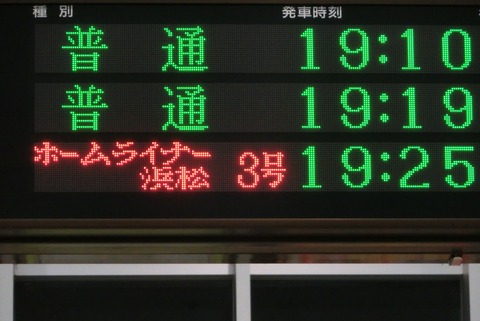 種別 発車時刻
普通 19:10
普通 19:19
ホームライナー
浜松 3号 19:25